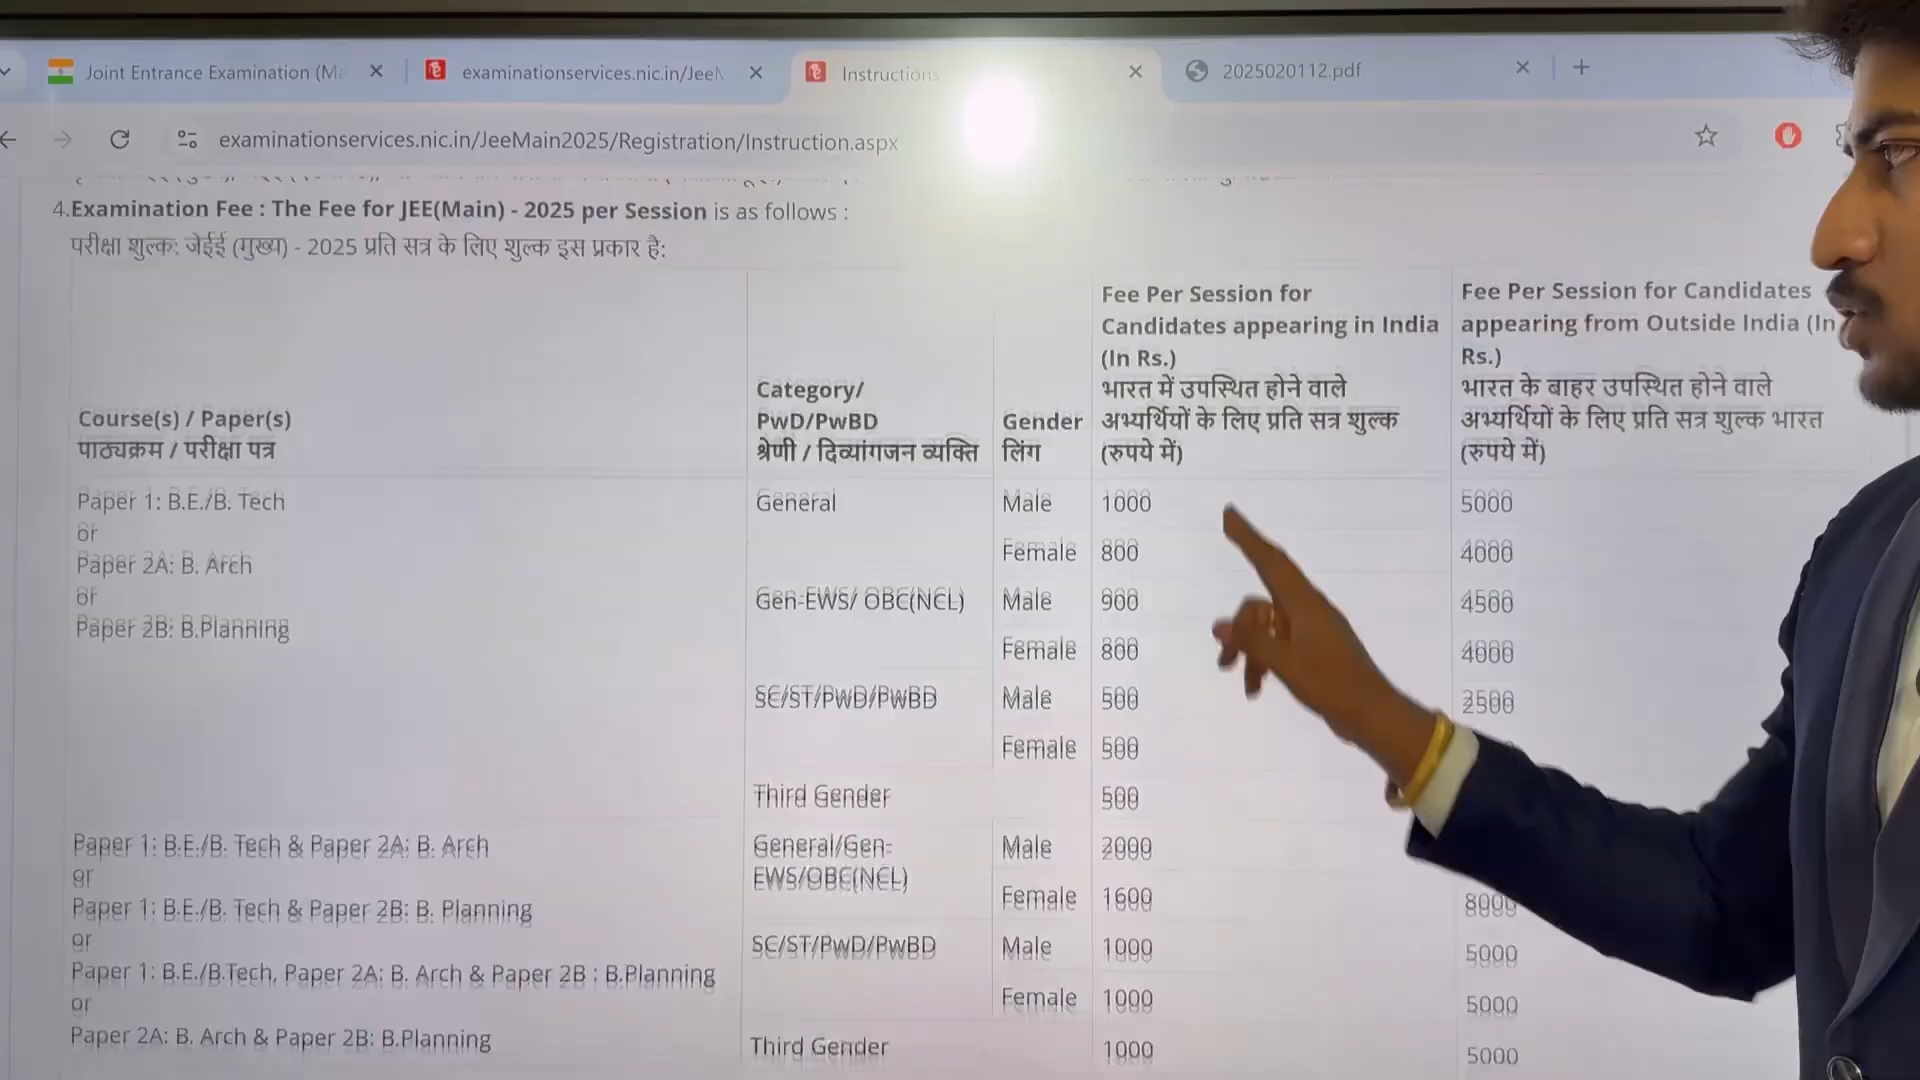 Joint Entrance Examination (Ma
examinationservices.nic.in/JeeM
Instructions
2025020112.pdf
examinationservices.nic.in/JeeMain2025/Registration/Instruction.aspx
4.Examination Fee : The Fee for JEE(Main) - 2025 per Session is as follows :
परीक्षा शुल्क: जेईई (मुख्य) - 2025 प्रति सत्र के लिए शुल्क इस प्रकार है:
Course(s) / Paper(s)
पाठ्यक्रम / परीक्षा पत्र
Category/
PwD/PwBD
श्रेणी / दिव्यांगजन व्यक्ति
Gender
लिंग
Fee Per Session for
Candidates appearing in India
(In Rs.)
भारत में उपस्थित होने वाले
अभ्यर्थियों के लिए प्रति सत्र शुल्क
(रुपये में)
Fee Per Session for Candidates
appearing from Outside India (In
Rs.)
भारत के बाहर उपस्थित होने वाले
अभ्यर्थियों के लिए प्रति सत्र शुल्क भारत
(रुपये में)
Paper 1: B.E./B. Tech
or
Paper 2A: B. Arch
or
Paper 2B: B.Planning
General Male 1000 5000
Female 800 4000
Gen-EWS/ OBC(NCL) Male 900 4500
Female 800 4000
SC/ST/PwD/PwBD Male 500 2500
Female 500
Third Gender 500
Paper 1: B.E./B. Tech & Paper 2A: B. Arch
or
Paper 1: B.E./B. Tech & Paper 2B: B. Planning
or
Paper 1: B.E./B.Tech, Paper 2A: B. Arch & Paper 2B : B.Planning
or
Paper 2A: B. Arch & Paper 2B: B.Planning
General/Gen-
EWS/OBC(NCL)
Male 2000
Female 1600 8000
SC/ST/PwD/PwBD Male 1000 5000
Female 1000 5000
Third Gender 1000 5000